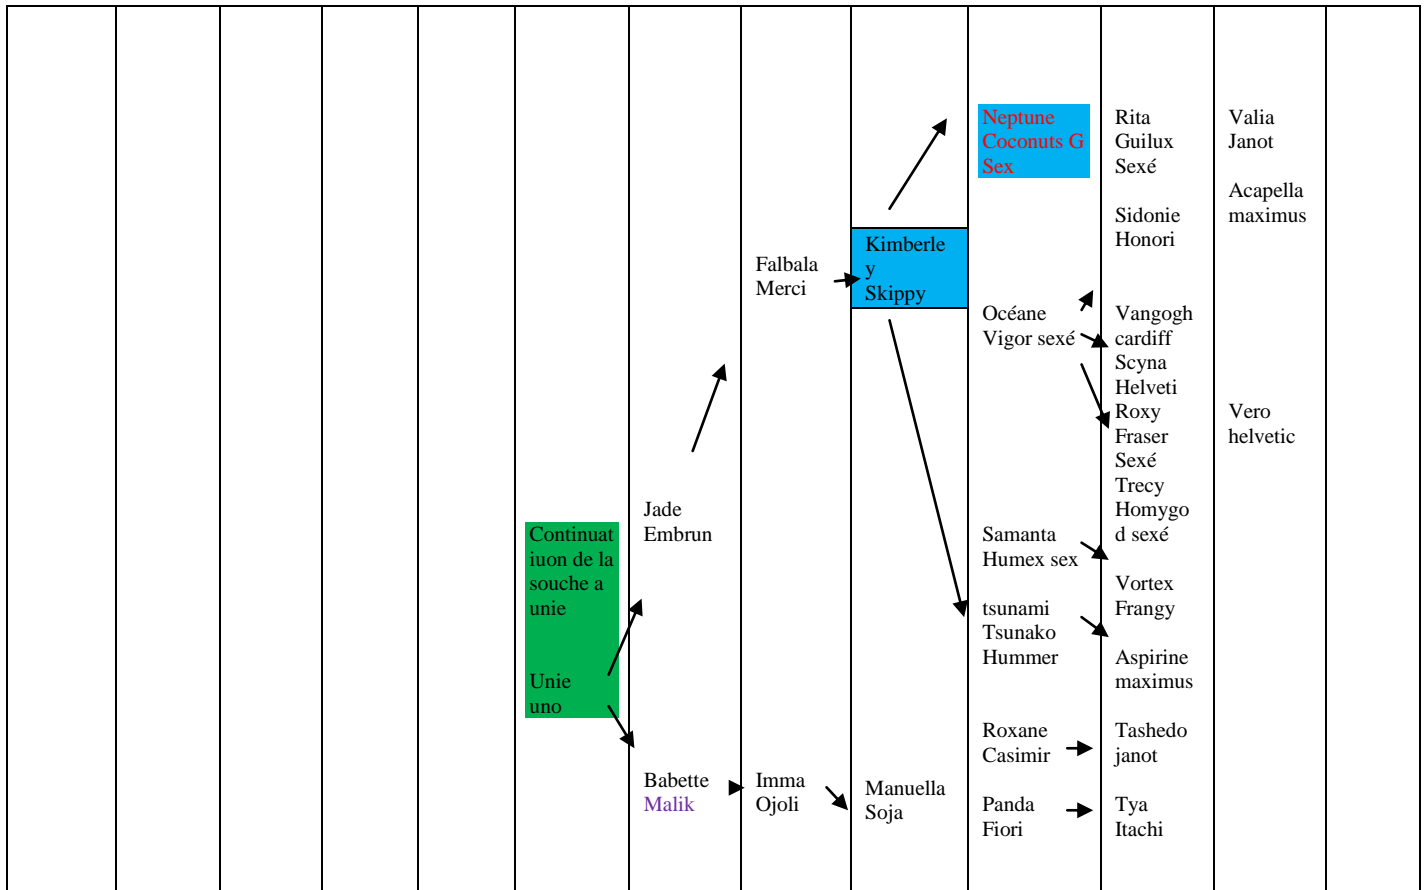 Continuat
iuon de la
souche a
unie
Unie
uno
Jade
Embrun
Babette
Malik
Falbala
Merci
Imma
Ojoli
Kimberle
y
Skippy
Manuella
Soja
Neptune
Coconuts G
Sex
Océane
Vigor sexé
Samanta
Humex sex
tsunami
Tsunako
Hummer
Roxane
Casimir
Panda
Fiori
Rita
Guilux
Sexé
Sidonie
Honori
Vangogh
cardiff
Scyna
Helveti
Roxy
Fraser
Sexé
Trecy
Homygo
d sexé
Vortex
Frangy
Aspirine
maximus
Tashedo
janot
Tya
Itachi
Valia
Janot
Acapella
maximus
Vero
helvetic